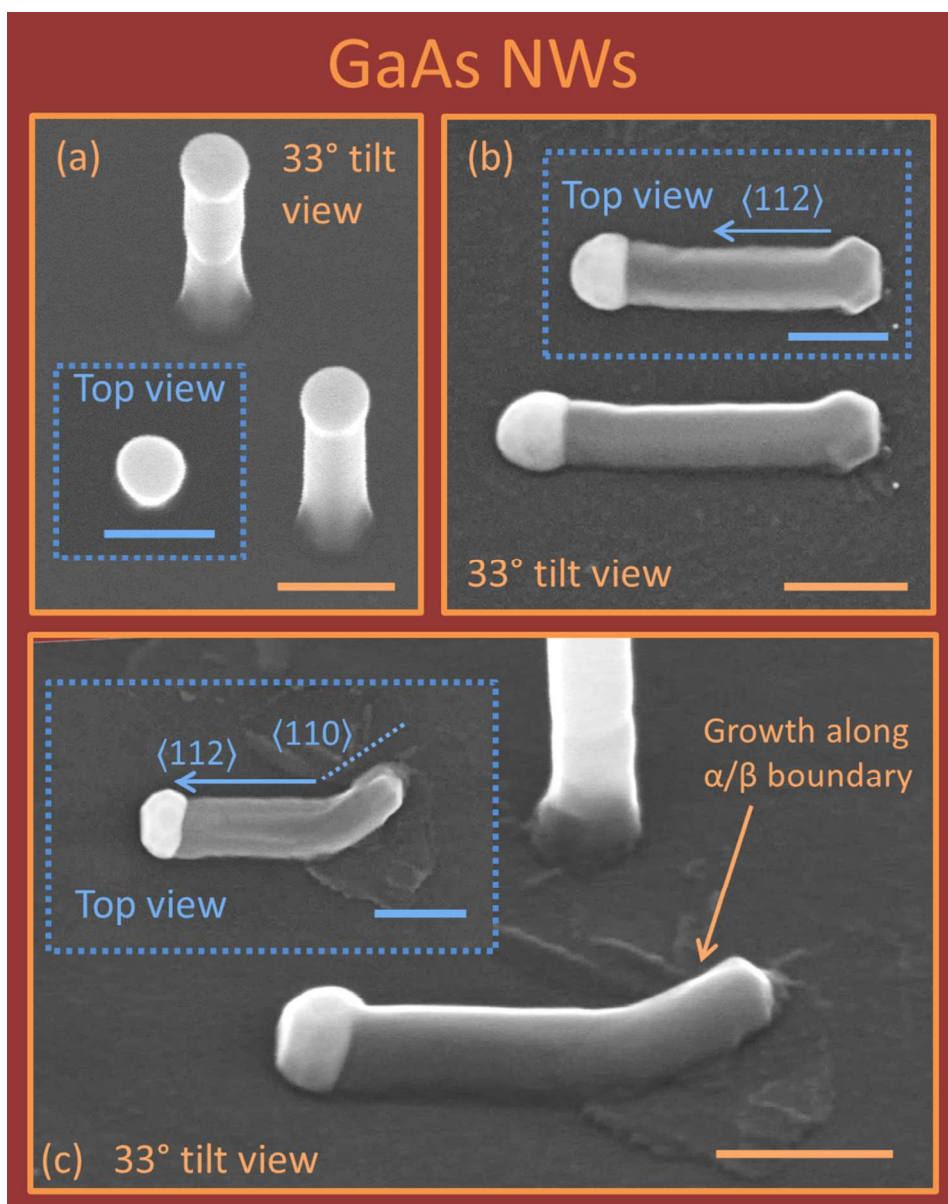 GaAs NWs
(a)
33° tilt
view
Top view
(b)
Top view
⟨112⟩
33° tilt view
⟨112⟩
⟨110⟩
Top view
Growth along
α/β boundary
(c) 33° tilt view